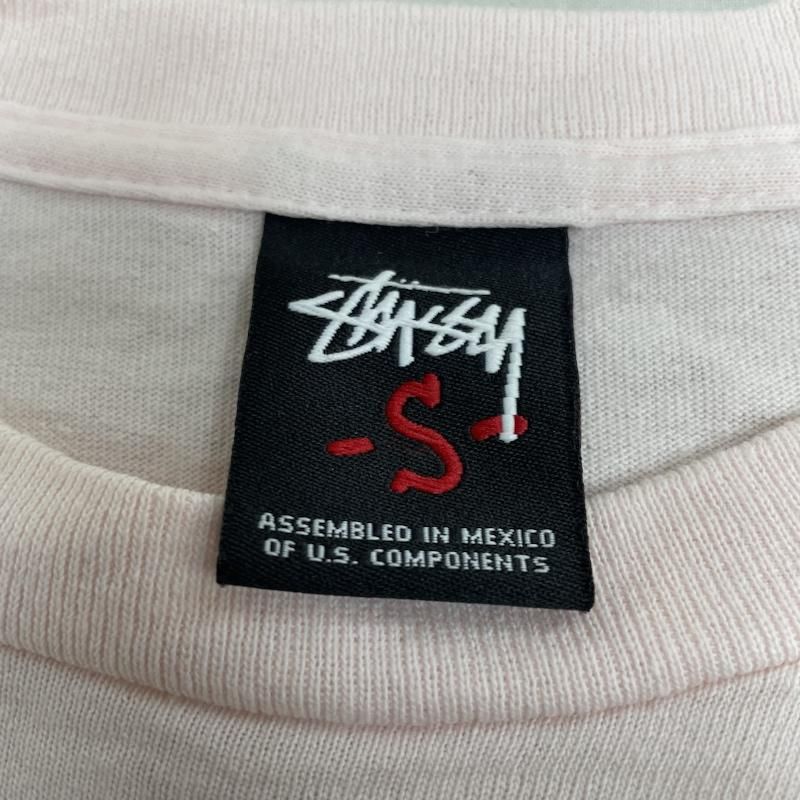 Stüssy
-S-
ASSEMBLED IN MEXICO
OF U.S. COMPONENTS